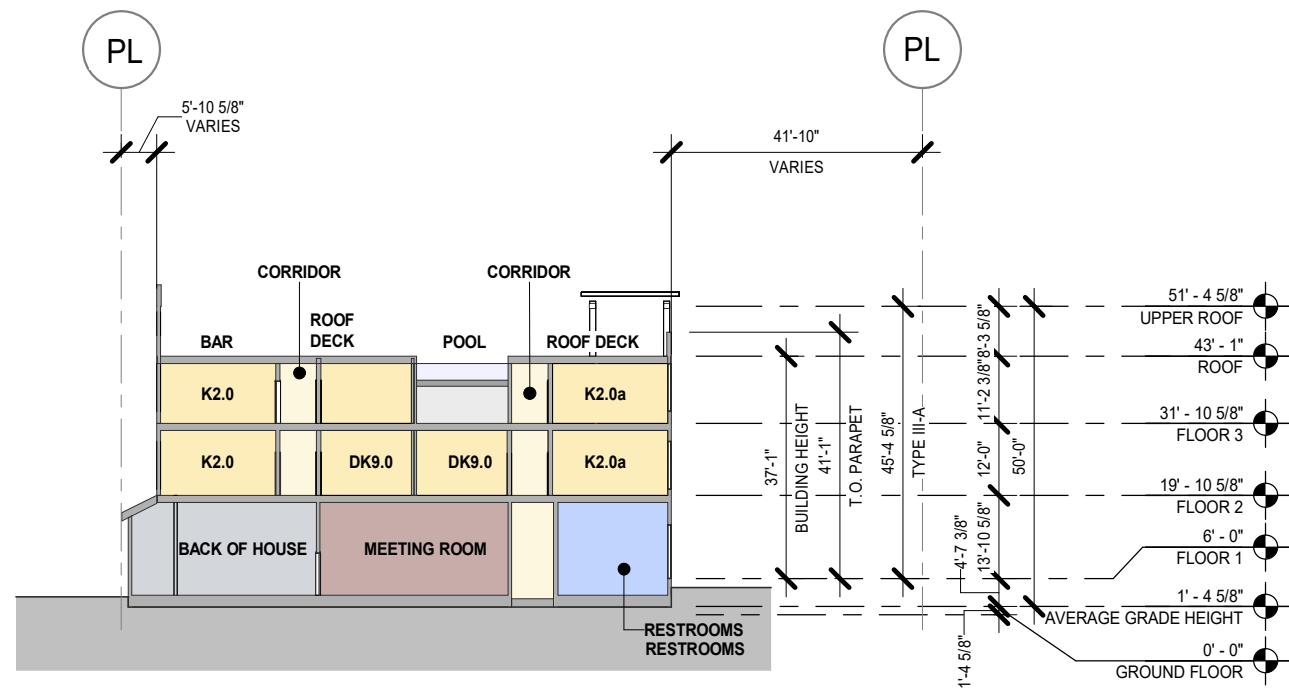 PL
PL
5'-10 5/8"
VARIES
41'-10"
VARIES
CORRIDOR
CORRIDOR
BAR
ROOF
DECK
POOL
ROOF DECK
K2.0
K2.0a
K2.0
DK9.0
DK9.0
K2.0a
BACK OF HOUSE
MEETING ROOM
RESTROOMS
RESTROOMS
37'-1"
BUILDING HEIGHT
41'-1"
T.O. PARAPET
45'-4 5/8"
TYPE III-A
8'-3 5/8"
11'-2 3/8"
12'-0"
13'-10 5/8"
4'-7 3/8"
1'-4 5/8"
50'-0"
51' - 4 5/8"
UPPER ROOF
43' - 1"
ROOF
31' - 10 5/8"
FLOOR 3
19' - 10 5/8"
FLOOR 2
6' - 0"
FLOOR 1
1' - 4 5/8"
AVERAGE GRADE HEIGHT
0' - 0"
GROUND FLOOR